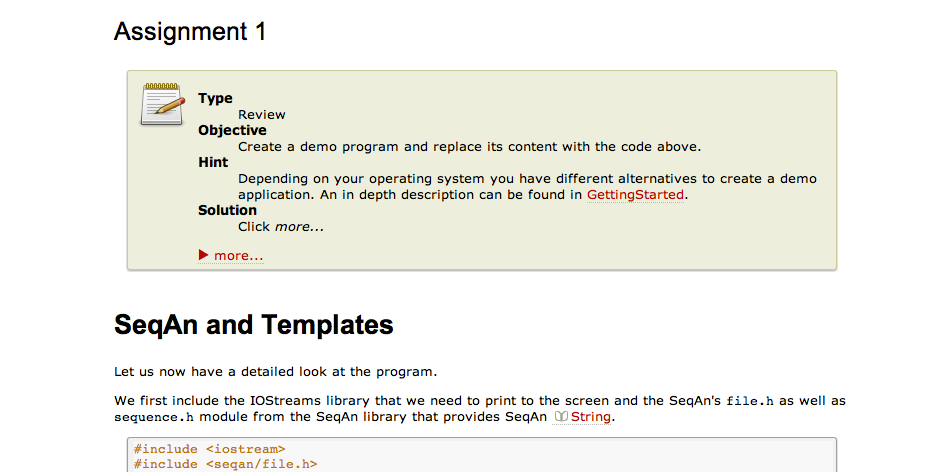 Assignment 1
Type
Review
Objective
Create a demo program and replace its content with the code above.
Hint
Depending on your operating system you have different alternatives to create a demo
application. An in depth description can be found in GettingStarted.
Solution
Click more...
more...
SeqAn and Templates
Let us now have a detailed look at the program.
We first include the IOStreams library that we need to print to the screen and the SeqAn's file.h as well as
sequence.h module from the SeqAn library that provides SeqAn String.
#include <iostream>
#include <seqan/file.h>